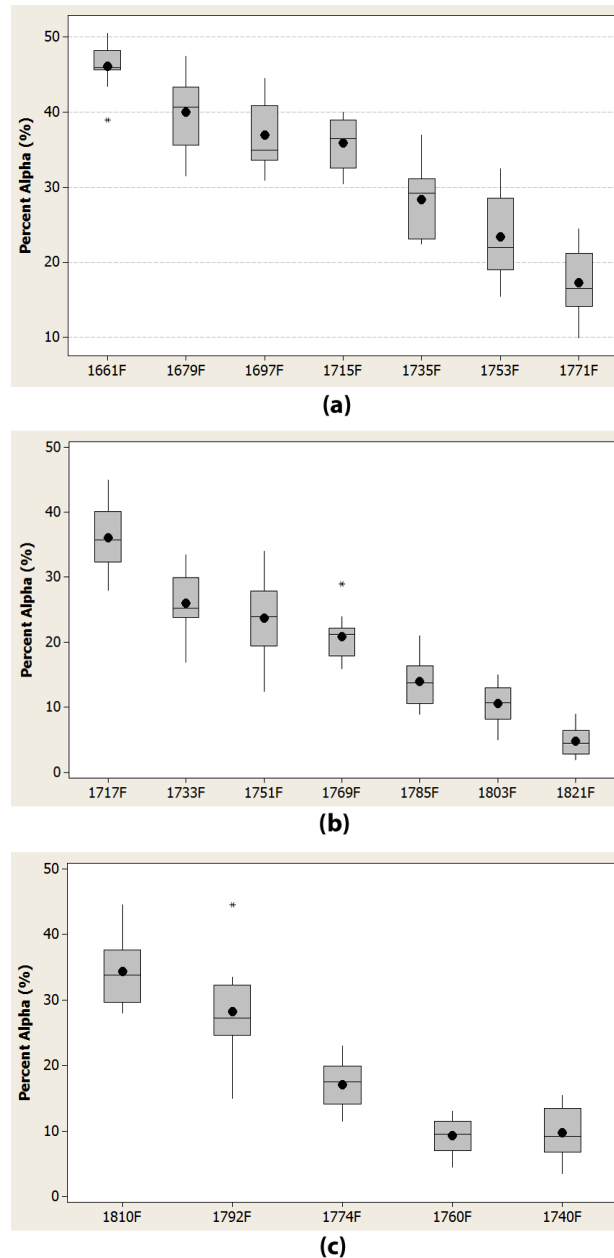 Percent Alpha (%)
50
40
30
20
10
1661F 1679F 1697F 1715F 1735F 1753F 1771F
(a)
Percent Alpha (%)
50
40
30
20
10
0
1717F 1733F 1751F 1769F 1785F 1803F 1821F
(b)
Percent Alpha (%)
50
40
30
20
10
0
1810F 1792F 1774F 1760F 1740F
(c)